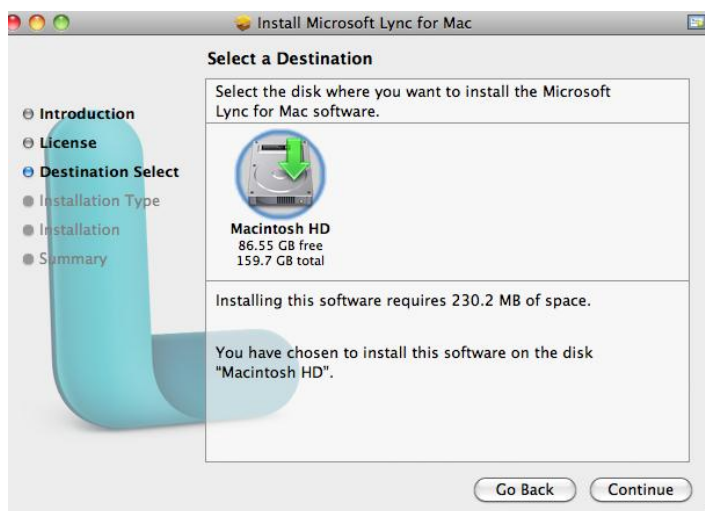 Install Microsoft Lync for Mac
Select a Destination
Introduction
License
Destination Select
Installation Type
Installation
Summary
Select the disk where you want to install the Microsoft
Lync for Mac software.
Macintosh HD
86.55 GB free
159.7 GB total
Installing this software requires 230.2 MB of space.
You have chosen to install this software on the disk
"Macintosh HD".
Go Back
Continue